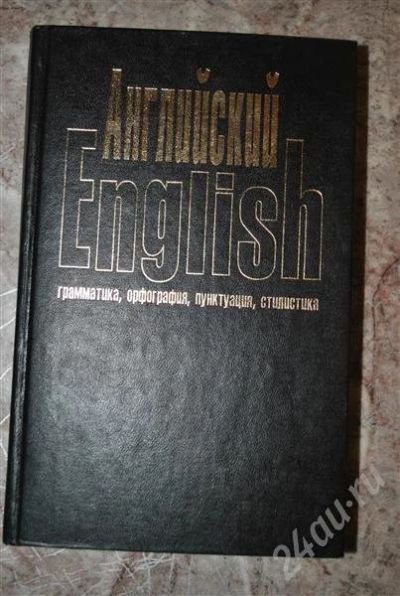 Английский
English
грамматика, орфография, пунктуация, стилистика
24au.ru